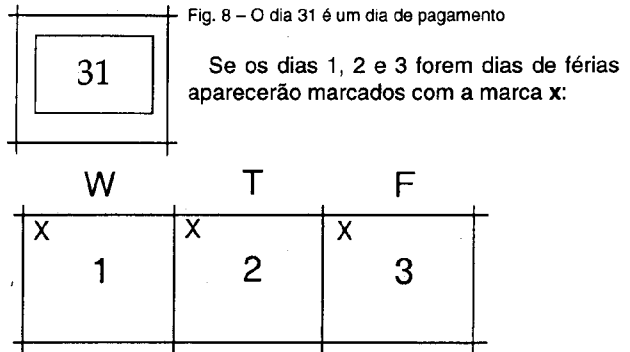 Fig. 8 – O dia 31 é um dia de pagamento
31
Se os dias 1, 2 e 3 forem dias de férias
aparecerão marcados com a marca x:
W T F
X X X
1 2 3